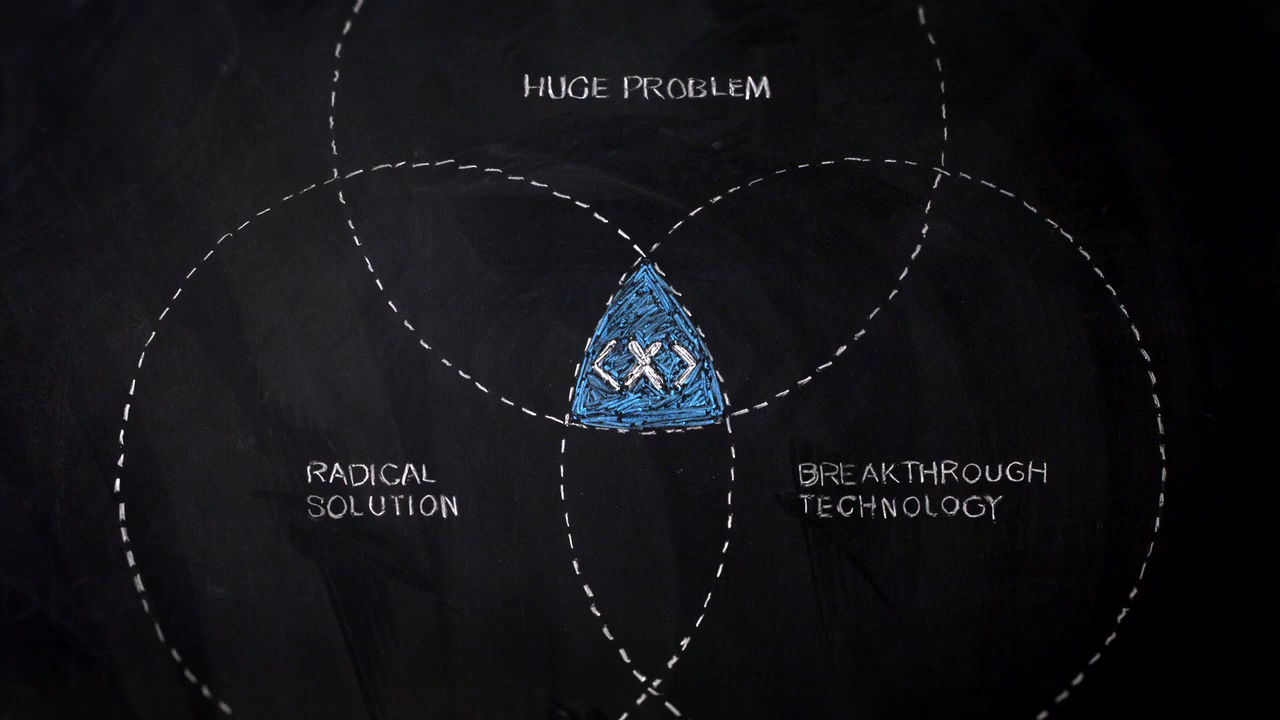 HUGE PROBLEM
<X>
RADICAL
SOLUTION
BREAKTHROUGH
TECHNOLOGY